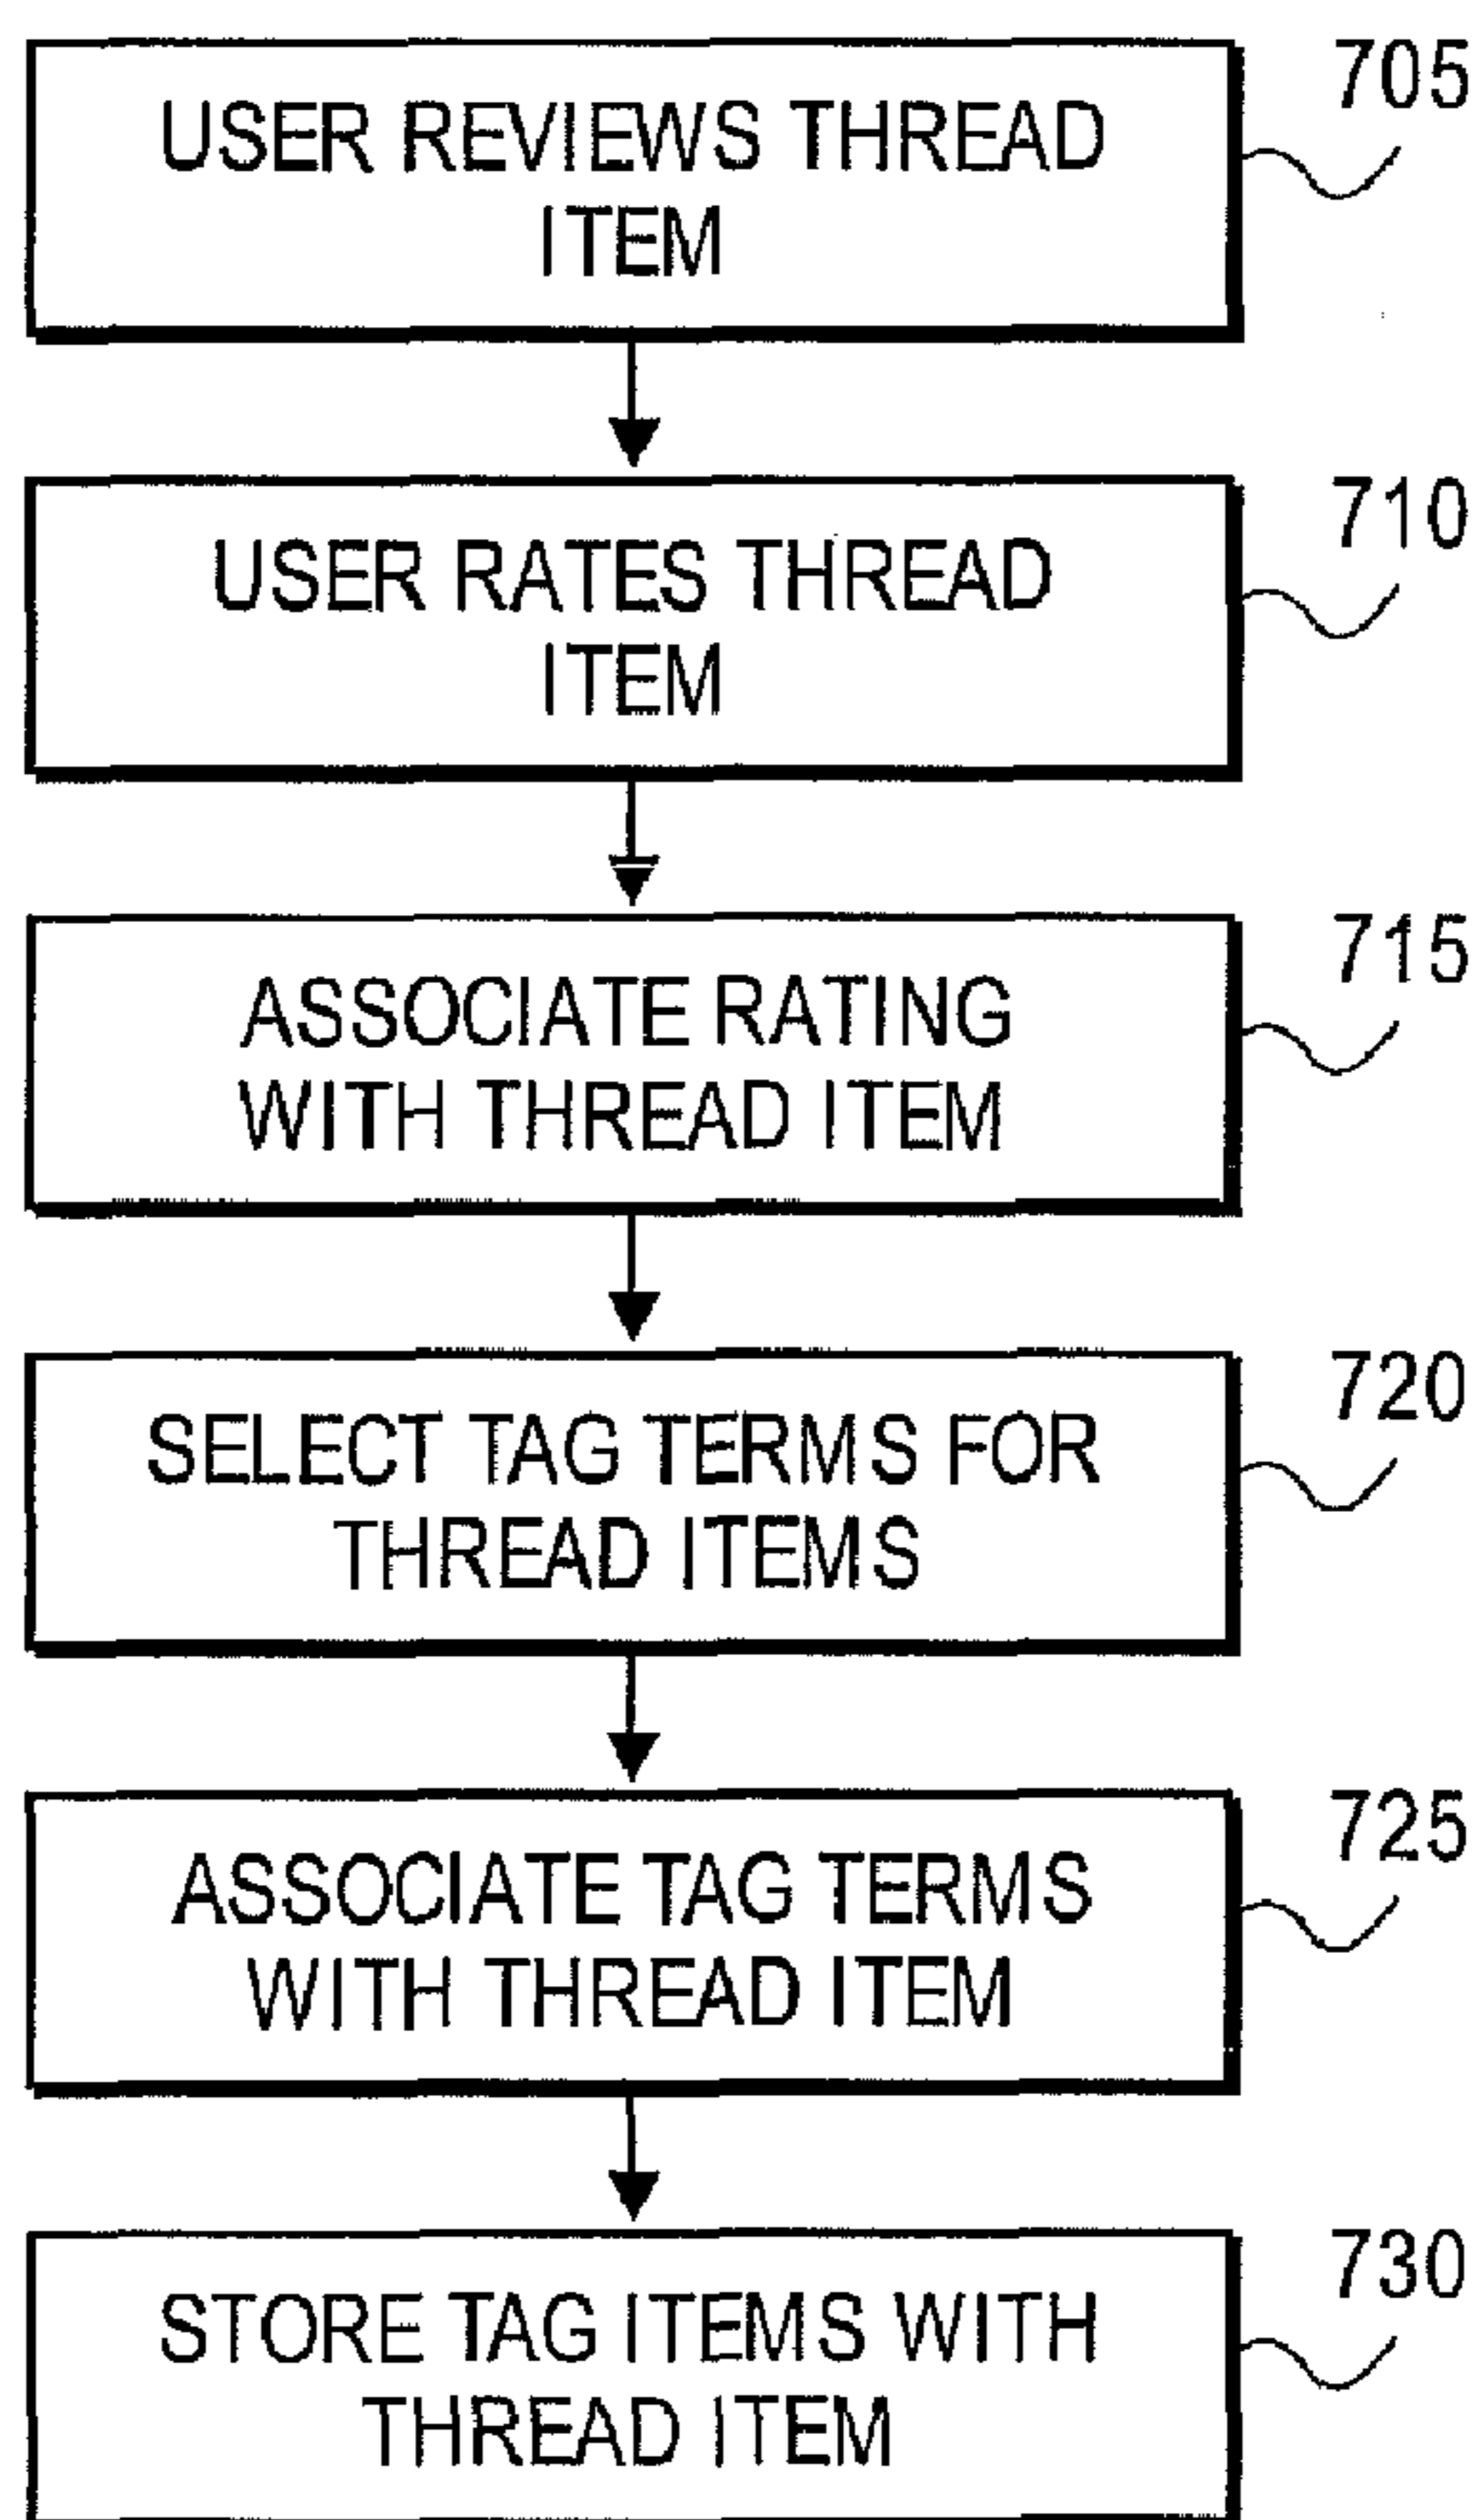 705
USER REVIEWS THREAD
ITEM
710
USER RATES THREAD
ITEM
715
ASSOCIATE RATING
WITH THREAD ITEM
720
SELECT TAG TERMS FOR
THREAD ITEMS
725
ASSOCIATE TAG TERMS
WITH THREAD ITEM
730
STORE TAG ITEMS WITH
THREAD ITEM